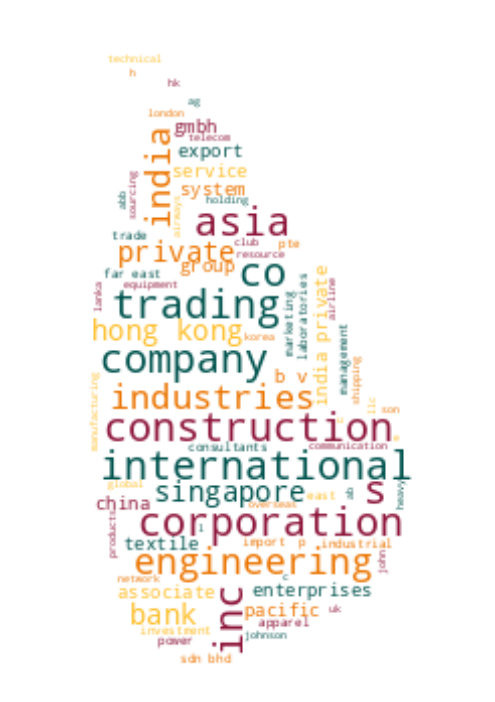 technical
h
hk
ag
london
gmbh
telecom
india
export
service
system
abb
sourcing
holding
airways
asia
trade
private
club
pte
resource
group
far east
co
equipment
lanka
trading
marketing
laboratories
india private
airline
hong kong
korea
management
company
b v
shipping
manufacturing
industries
llc
son
construction
consultants
communication
e
international
global
singapore
east
ab
s
heavy
china
overseas
corporation
products
l
textile
import
p
industrial
john
engineering
network
c
associate
inc
enterprises
bank
pacific
uk
apparel
investment
johnson
power
sdn bhd